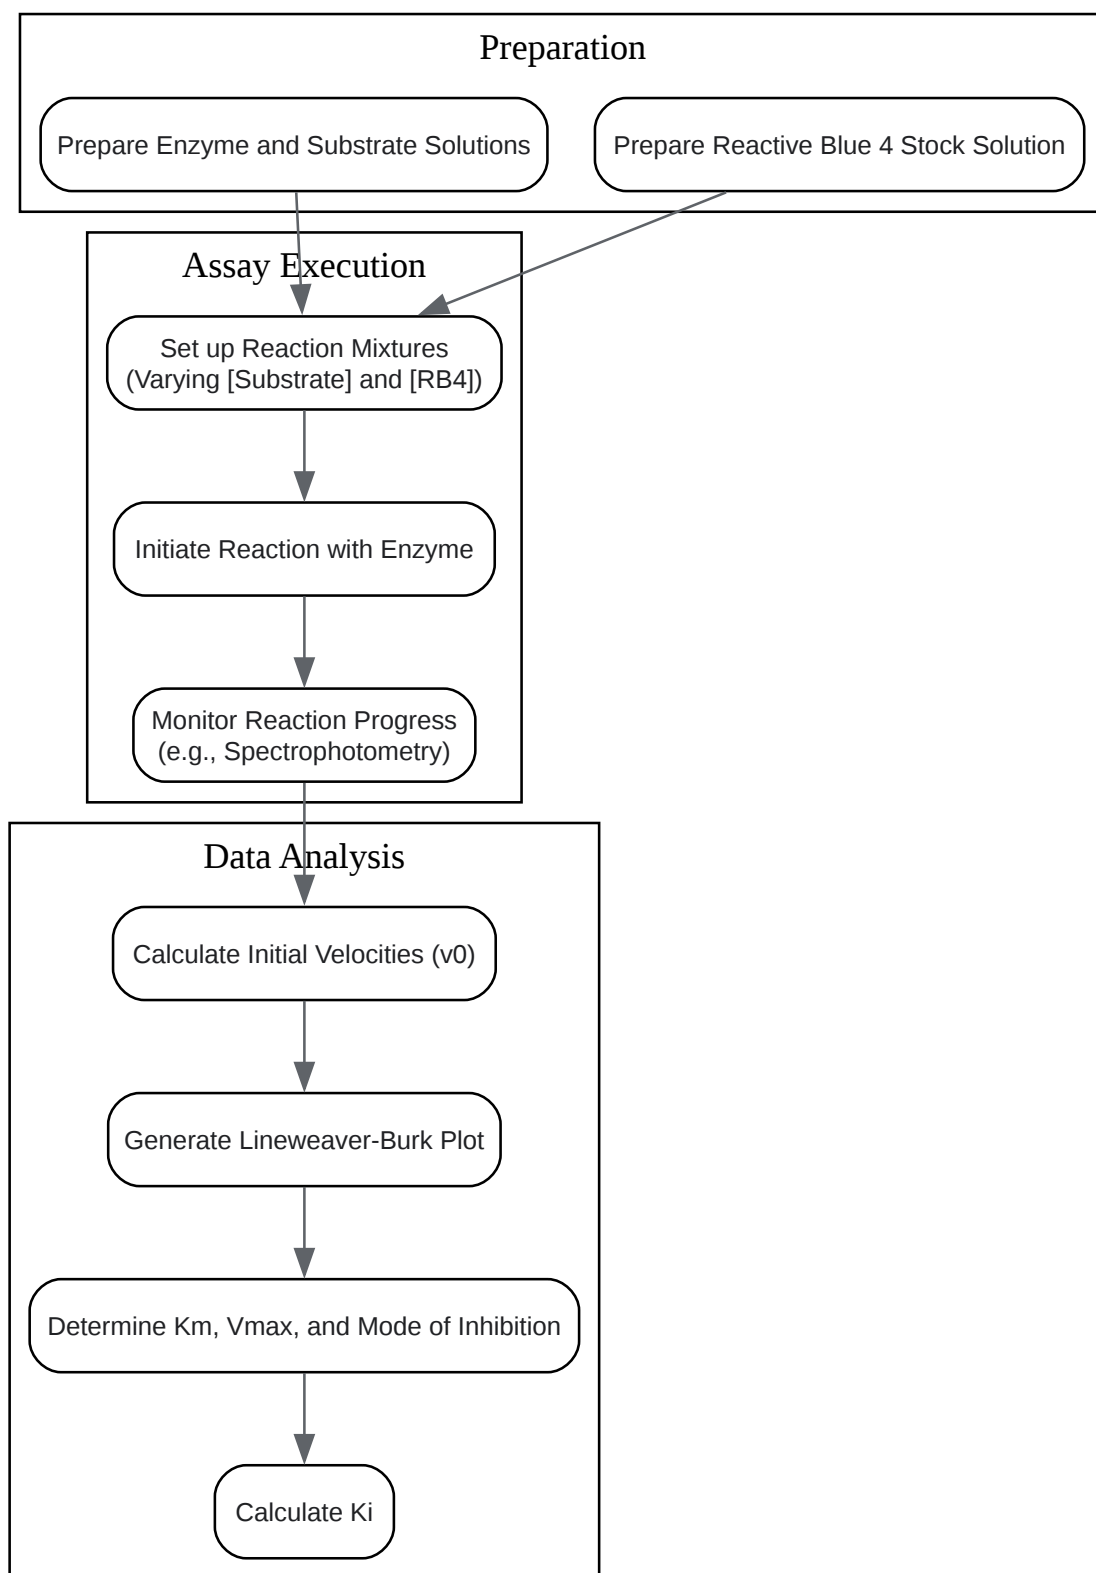 Preparation
Prepare Enzyme and Substrate Solutions
Prepare Reactive Blue 4 Stock Solution
Assay Execution
Set up Reaction Mixtures
(Varying [Substrate] and [RB4])
Initiate Reaction with Enzyme
Monitor Reaction Progress
(e.g., Spectrophotometry)
Data Analysis
Calculate Initial Velocities (v0)
Generate Lineweaver-Burk Plot
Determine Km, Vmax, and Mode of Inhibition
Calculate Ki